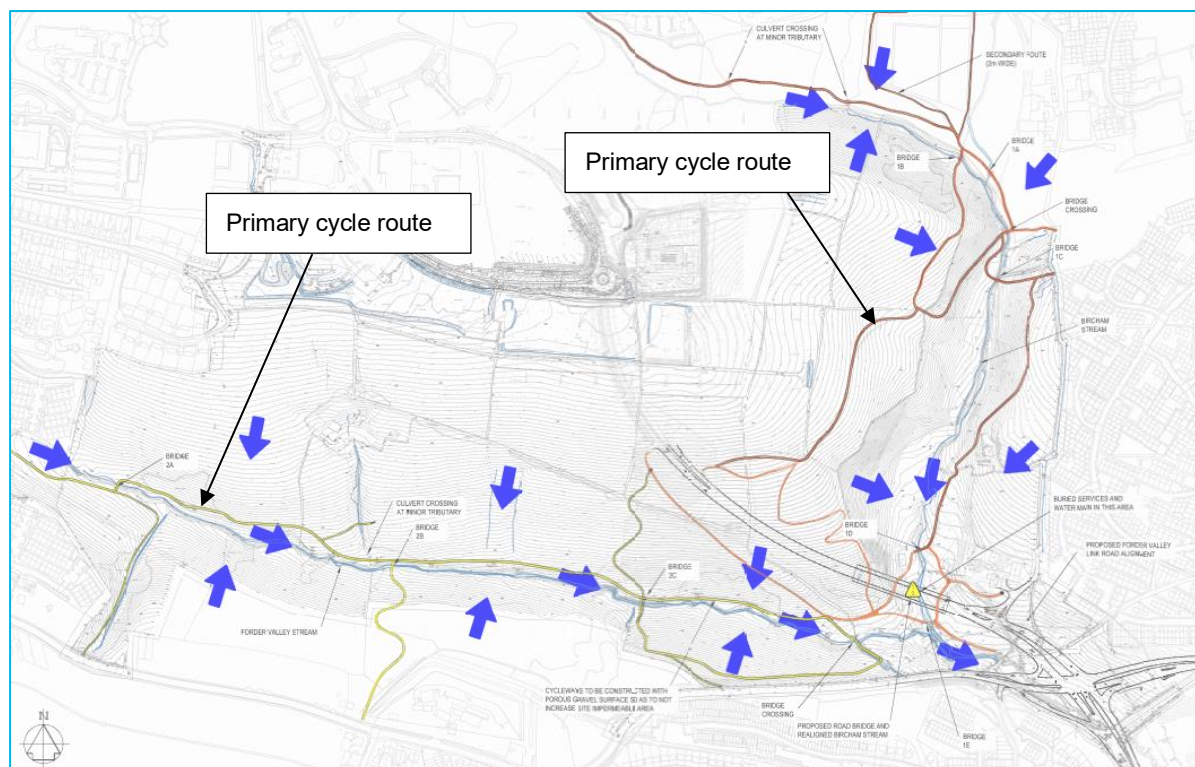 CULVERT CROSSING
AT MINOR TRIBUTARY
SECONDARY ROUTE
(3m WIDE)
Primary cycle route
BRIDGE
1B
BRIDGE
1A
BRIDGE
CROSSING
BRIDGE
1C
Primary cycle route
BIRCHAM
STREAM
BRIDGE
2A
CULVERT CROSSING
AT MINOR TRIBUTARY
BRIDGE
2B
BRIDGE
1D
BURIED SERVICES AND
WATER MAIN IN THIS AREA
PROPOSED FORDER VALLEY
LINK ROAD ALIGNMENT
BRIDGE
2C
FORDER VALLEY STREAM
CYCLEWAYS TO BE CONSTRUCTED WITH
POROUS GRAVEL SURFACE SO AS TO NOT
INCREASE SITE IMPERMEABLE AREA
BRIDGE
CROSSING
PROPOSED ROAD BRIDGE AND
REALIGNED BIRCHAM STREAM
BRIDGE
1E
N